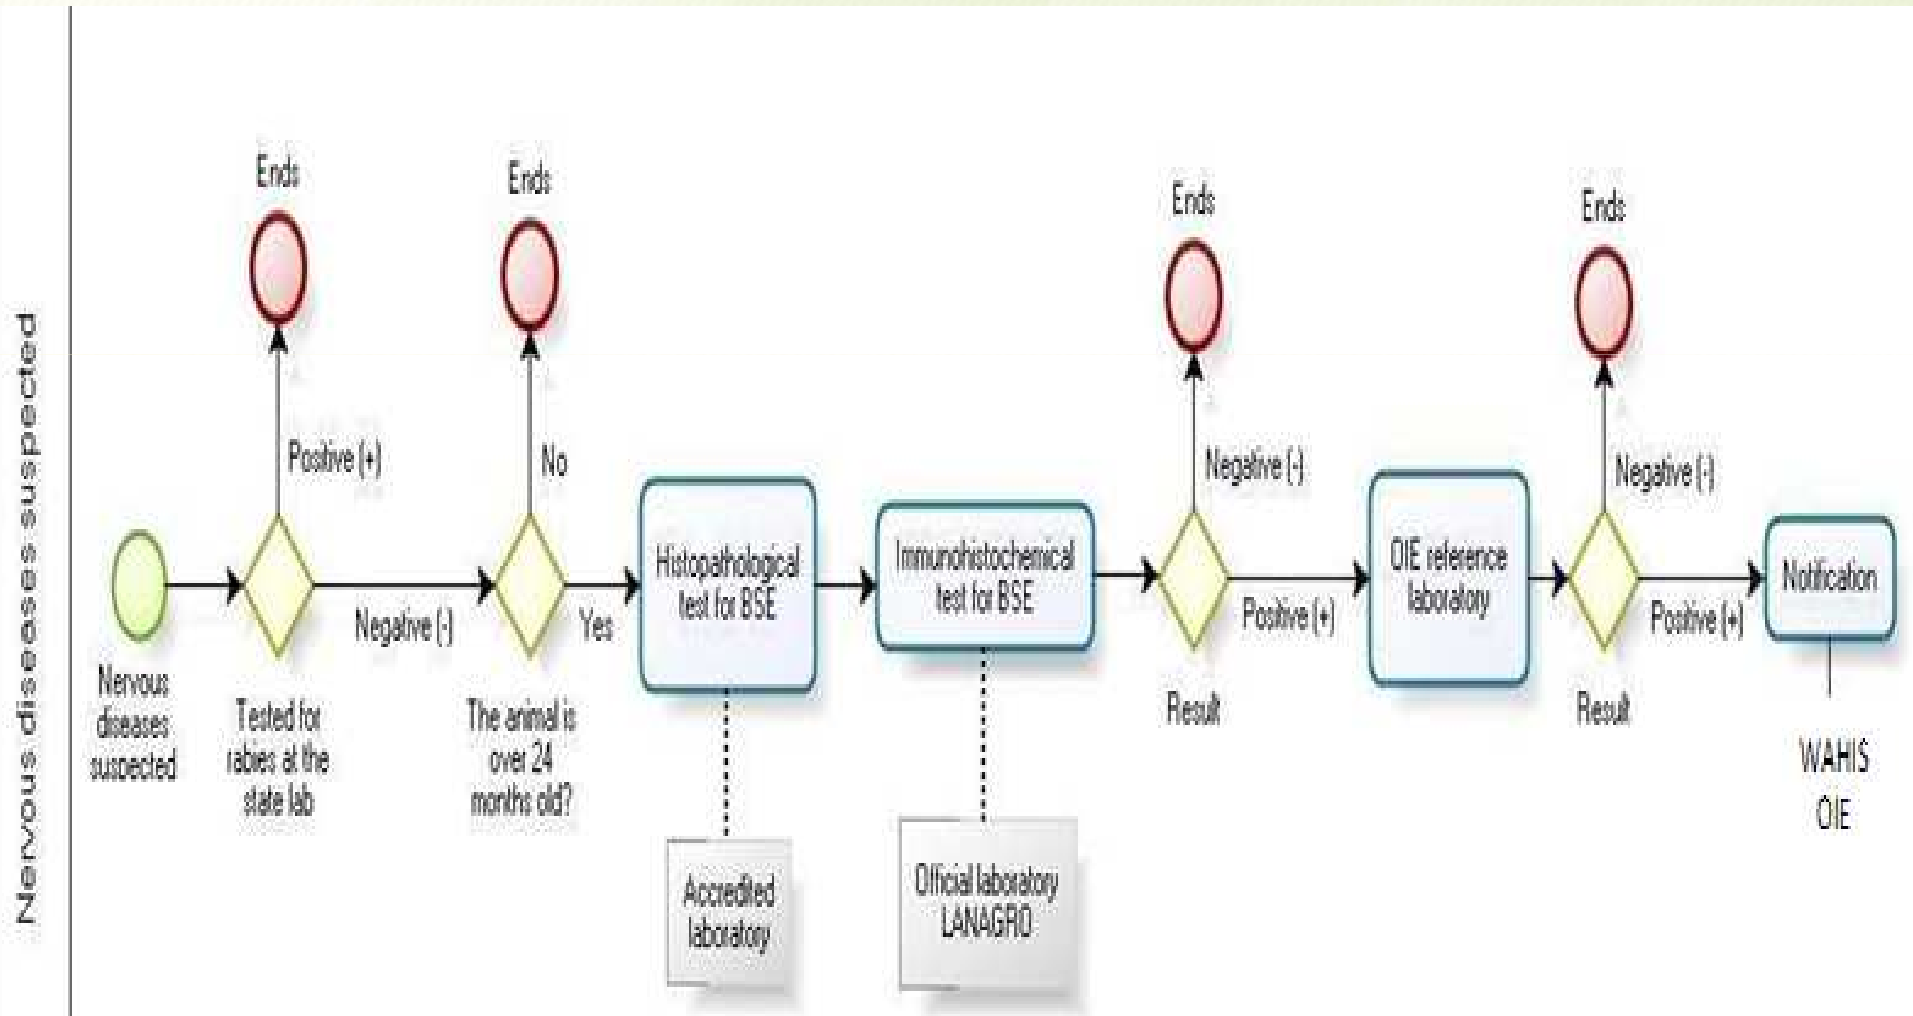 Nervous diseases suspected
Nervous
diseases
suspected
Ends
Positive (+)
Tested for
rabies at the
state lab
Negative (-)
Ends
No
The animal is
over 24
months old?
Yes
Histopathological
test for BSE
Accredited
laboratory
Immunohistochemical
test for BSE
Official laboratory
LANAGRO
Ends
Negative (-)
Result
Positive (+)
OIE reference
laboratory
Ends
Negative (-)
Result
Positive (+)
Notification
WAHIS
OIE